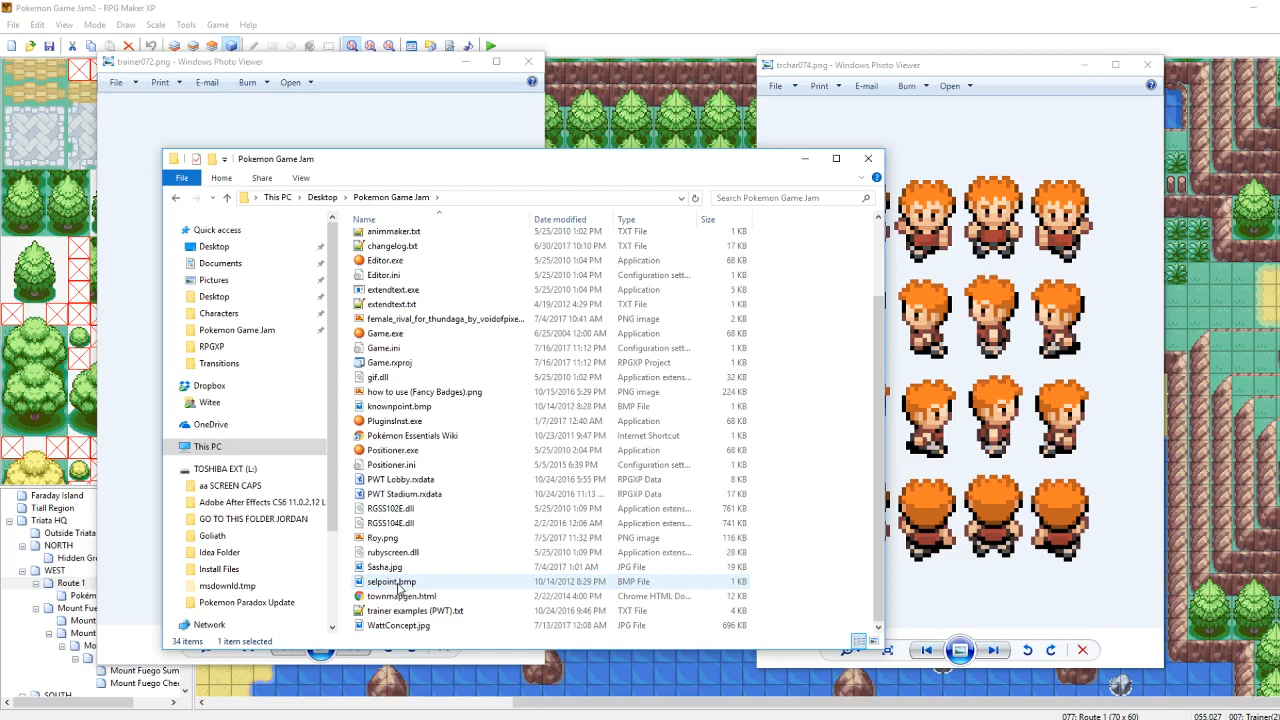 Pokemon Game Jam2 - RPG Maker XP
File Edit View Mode Draw Scale Tools Game Help
trainer072.png - Windows Photo Viewer
File Print E-mail Burn Open
trchar074.png - Windows Photo Viewer
File Print E-mail Burn Open
Pokemon Game Jam
File Home Share View
This PC Desktop Pokemon Game Jam
Search Pokemon Game Jam
Name Date modified Type Size
Quick access
Desktop
Documents
Pictures
Desktop
Characters
Pokemon Game Jam
RPGXP
Transitions
Dropbox
Witee
OneDrive
This PC
TOSHIBA EXT (L:)
aa SCREEN CAPS
Adobe After Effects CS6 11.0.2.12 L
GO TO THIS FOLDER JORDAN
Goliath
Idea Folder
Install Files
msdownld.tmp
Pokemon Paradox Update
Network
animmaker.txt 5/25/2010 1:02 PM TXT File 1 KB
changelog.txt 6/30/2017 10:10 PM TXT File 17 KB
Editor.exe 5/25/2010 1:04 PM Application 68 KB
Editor.ini 5/25/2010 1:04 PM Configuration sett... 1 KB
extendtext.exe 5/25/2010 1:04 PM Application 5 KB
extendtext.txt 4/19/2012 4:29 PM TXT File 1 KB
female_rival_for_thundaga_by_voidofpixe... 7/4/2017 10:41 AM PNG image 2 KB
Game.exe 6/25/2004 12:00 AM Application 68 KB
Game.ini 7/16/2017 11:12 PM Configuration sett... 1 KB
Game.rxproj 7/16/2017 11:12 PM RPGXP Project 1 KB
gif.dll 5/25/2010 1:02 PM Application extens... 32 KB
how to use (Fancy Badges).png 10/15/2016 5:29 PM PNG image 224 KB
knownpoint.bmp 10/14/2012 8:28 PM BMP File 1 KB
PluginsInst.exe 1/7/2017 12:40 AM Application 68 KB
Pokémon Essentials Wiki 10/23/2011 9:47 PM Internet Shortcut 1 KB
Positioner.exe 5/25/2010 1:04 PM Application 68 KB
Positioner.ini 5/5/2015 6:39 PM Configuration sett... 1 KB
PWT Lobby.rxdata 10/24/2016 5:55 PM RPGXP Data 8 KB
PWT Stadium.rxdata 10/24/2016 11:13 ... RPGXP Data 17 KB
RGSS102E.dll 5/25/2010 1:09 PM Application extens... 761 KB
RGSS104E.dll 2/2/2016 12:06 AM Application extens... 741 KB
Roy.png 7/5/2017 11:32 PM PNG image 116 KB
rubyscreen.dll 5/25/2010 1:09 PM Application extens... 28 KB
Sasha.jpg 7/4/2017 1:01 AM JPG File 19 KB
selpoint.bmp 10/14/2012 8:29 PM BMP File 1 KB
townmapgen.html 2/22/2014 4:00 PM Chrome HTML Do... 12 KB
trainer examples (PWT).txt 10/24/2016 9:46 PM TXT File 4 KB
WattConcept.jpg 7/13/2017 12:08 AM JPG File 696 KB
34 items 1 item selected
Faraday Island
Tiall Region
Triata HQ
Outside Triata
NORTH
Hidden Gr
WEST
Route 1
Pokém
Mount Fue
Mount
Mount
Mo
Mount Fuego Sum
Mount Fuego Che
SOUTH
077: Route 1 (70 x 60) 055,027 007: Trainer(2)